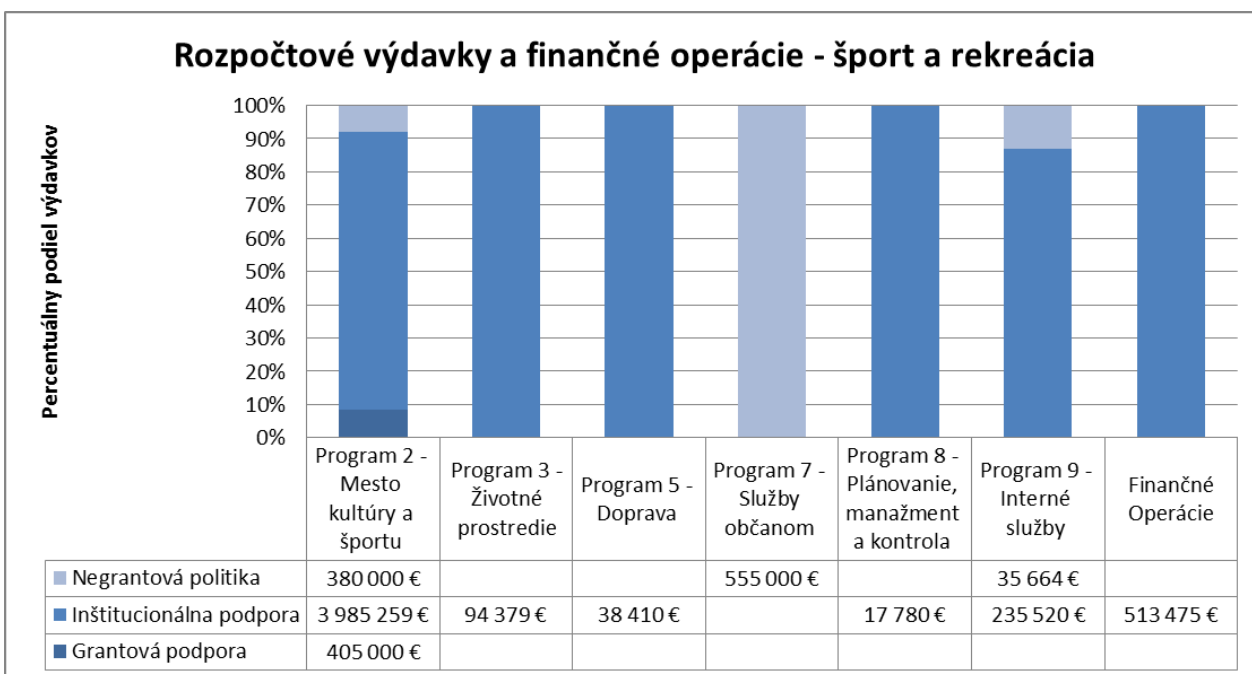 Rozpočtové výdavky a finančné operácie - šport a rekreácia
Percentuálny podiel výdavkov
100%
90%
80%
70%
60%
50%
40%
30%
20%
10%
0%
Program 2 -
Mesto
kultúry a
športu
Program 3 -
Životné
prostredie
Program 5 -
Doprava
Program 7 -
Služby
občanom
Program 8 -
Plánovanie,
manažment
a kontrola
Program 9 -
Interné
služby
Finančné
Operácie
Negrantová politika 380 000 € 555 000 € 35 664 €
Inštitucionálna podpora 3 985 259 € 94 379 € 38 410 € 17 780 € 235 520 € 513 475 €
Grantová podpora 405 000 €